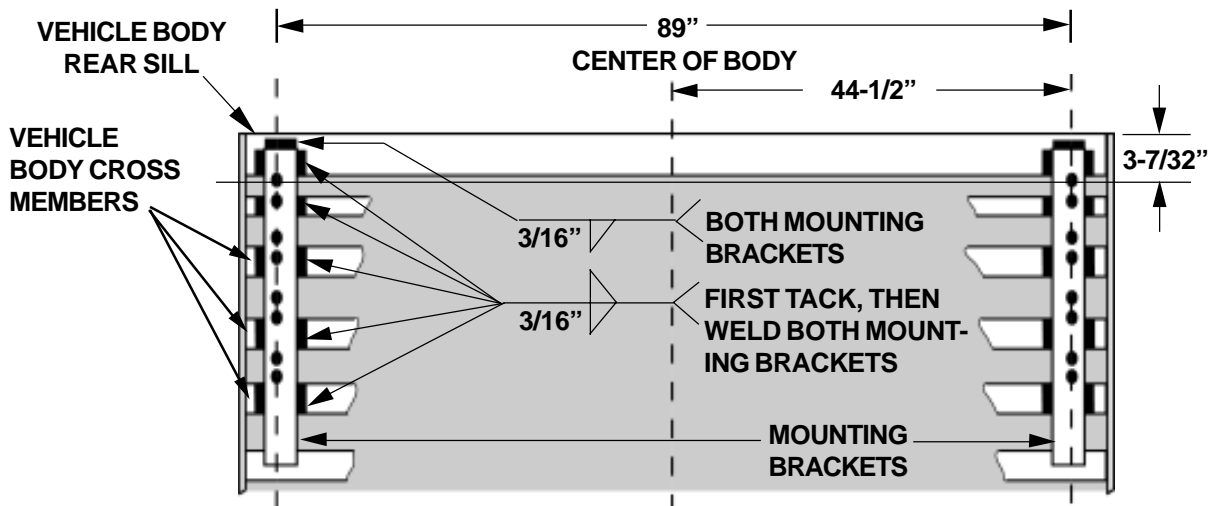 89”
CENTER OF BODY
44-1/2”
VEHICLE BODY
REAR SILL
3-7/32”
VEHICLE
BODY CROSS
MEMBERS
3/16”
BOTH MOUNTING
BRACKETS
3/16”
FIRST TACK, THEN
WELD BOTH MOUNT-
ING BRACKETS
MOUNTING
BRACKETS